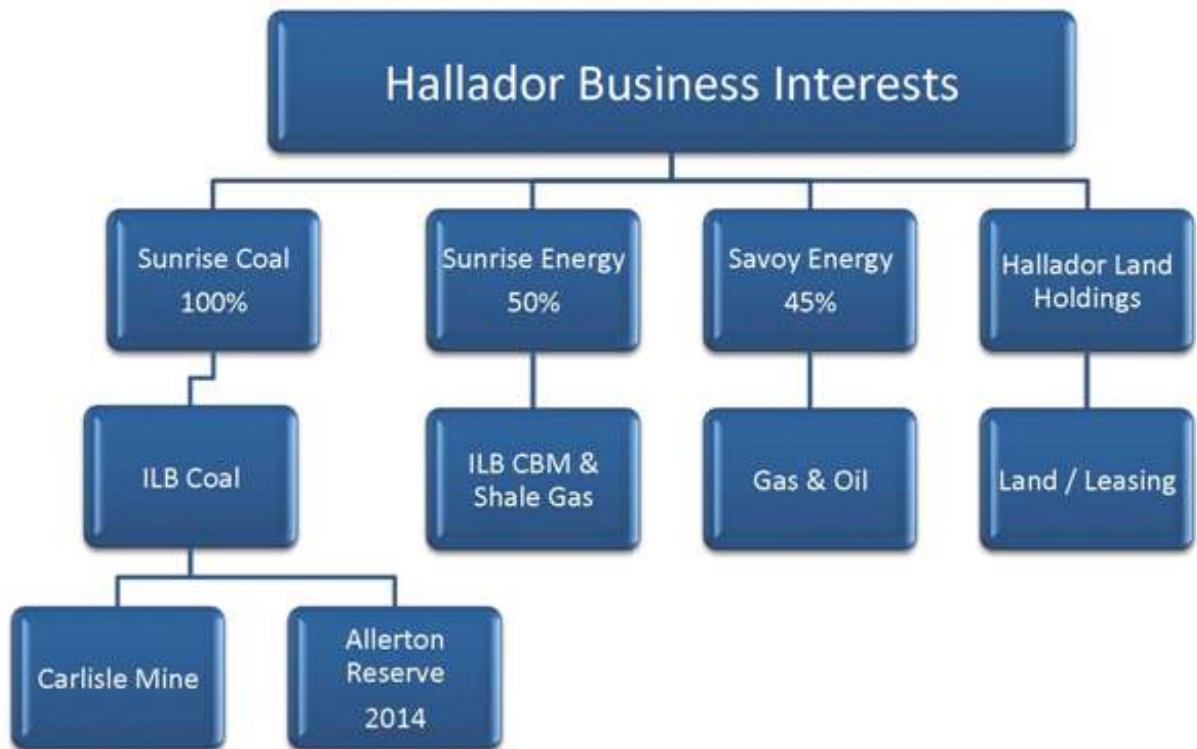 Hallador Business Interests
Sunrise Coal
100%
Sunrise Energy
50%
Savoy Energy
45%
Hallador Land
Holdings
ILB Coal
ILB CBM &
Shale Gas
Gas & Oil
Land / Leasing
Carlisle Mine
Allerton
Reserve
2014